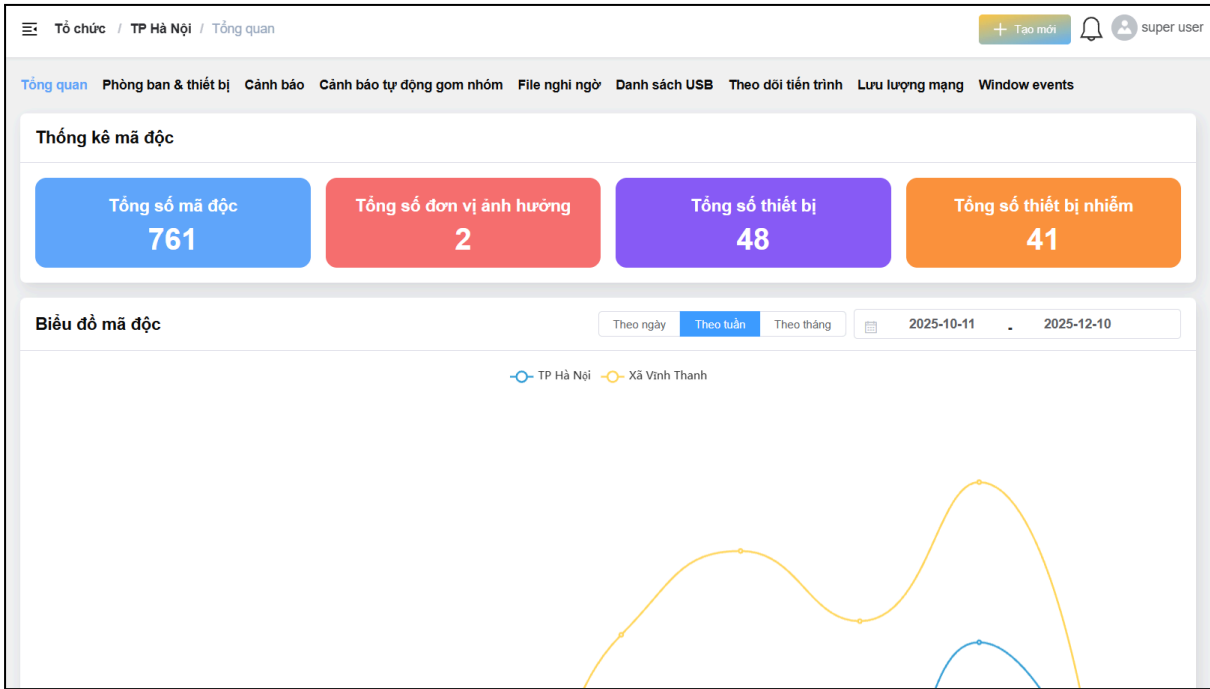 Tổ chức / TP Hà Nội / Tổng quan
+ Tạo mới
super user
Tổng quan Phòng ban & thiết bị Cảnh báo Cảnh báo tự động gom nhóm File nghi ngờ Danh sách USB Theo dõi tiến trình Lưu lượng mạng Window events
Thống kê mã độc
Tổng số mã độc
761
Tổng số đơn vị ảnh hưởng
2
Tổng số thiết bị
48
Tổng số thiết bị nhiễm
41
Biểu đồ mã độc
Theo ngày Theo tuần Theo tháng
2025-10-11 - 2025-12-10
TP Hà Nội Xã Vĩnh Thanh